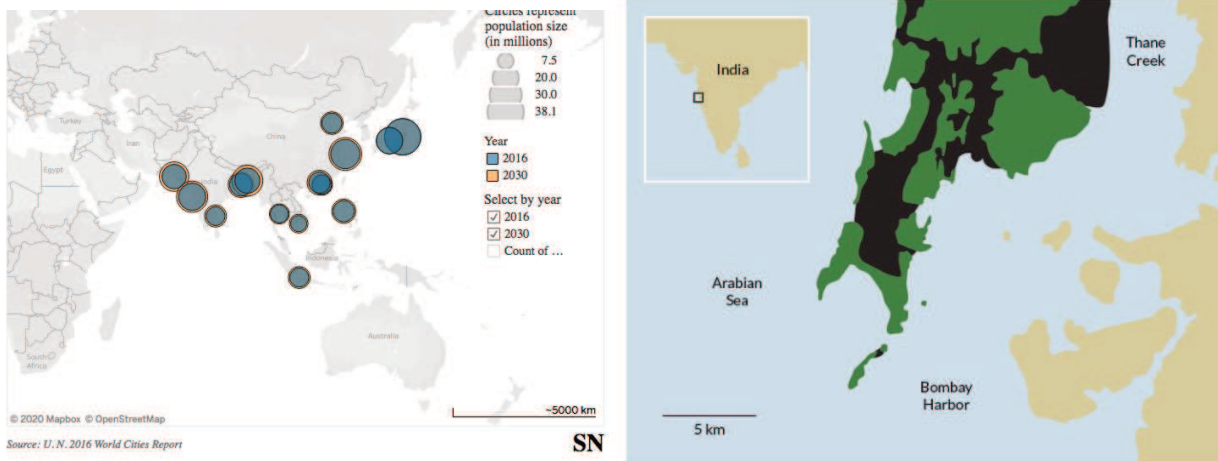 Circles represent
population size
(in millions)
7.5
20.0
30.0
38.1
Year
2016
2030
Select by year
2016
2030
Count of …
Turkey
Iran
China
Egypt
India
Indonesia
Australia
South
Africa
© 2020 Mapbox © OpenStreetMap
~5000 km
Source: U. N. 2016 World Cities Report
SN
India
Thane
Creek
Arabian
Sea
Bombay
Harbor
5 km